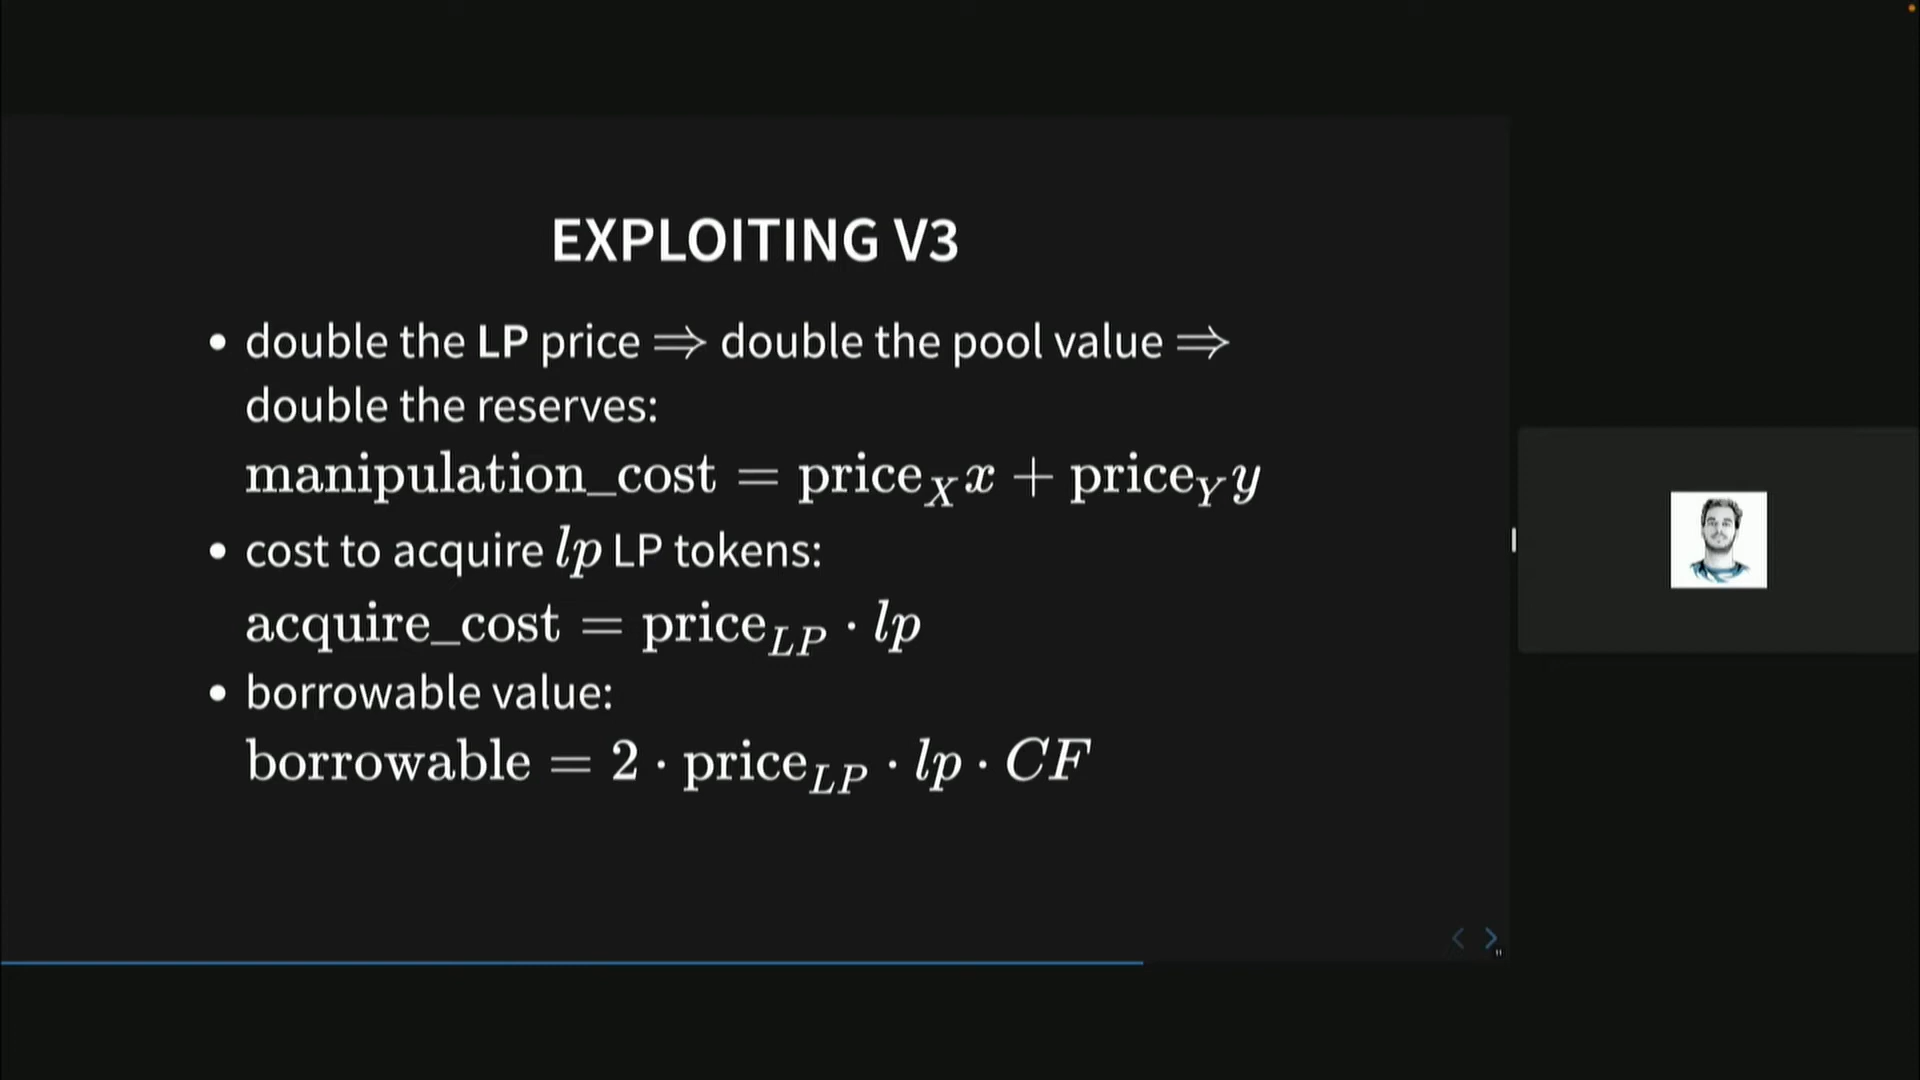 EXPLOITING V3
• double the LP price ⇒ double the pool value ⇒
double the reserves:
manipulation_cost = price_X x + price_Y y
• cost to acquire lp LP tokens:
acquire_cost = price_LP · lp
• borrowable value:
borrowable = 2 · price_LP · lp · CF